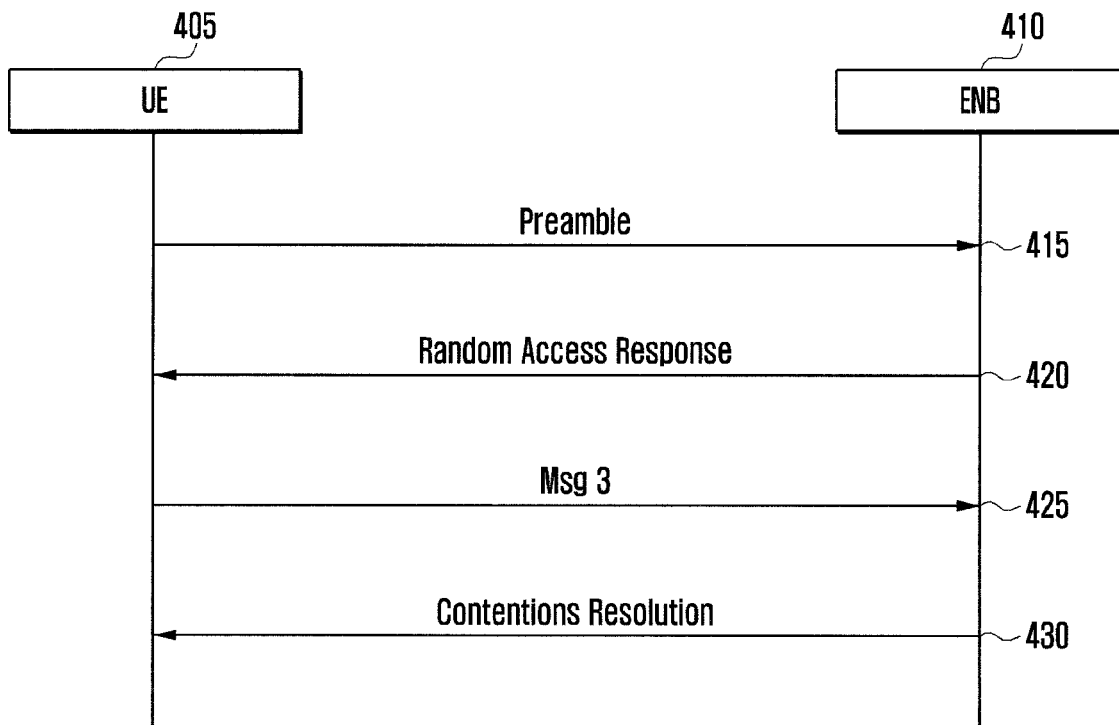 405
410
UE
ENB
Preamble
415
Random Access Response
420
Msg 3
425
Contentions Resolution
430